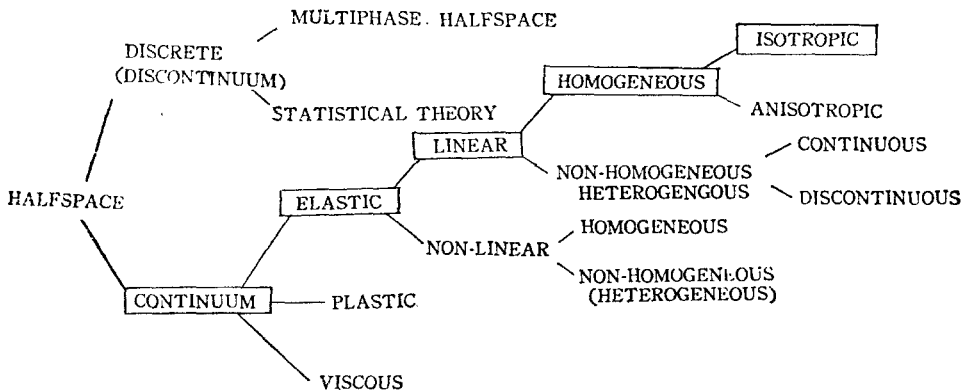 MULTIPHASE HALFSPACE
ISOTROPIC
DISCRETE
(DISCONTINUUM)
HOMOGENEOUS
STATISTICAL THEORY
ANISOTROPIC
LINEAR
CONTINUOUS
NON-HOMOGENEOUS
HETEROGENGOUS
HALFSPACE
ELASTIC
DISCONTINUOUS
HOMOGENEOUS
NON-LINEAR
NON-HOMOGENEOUS
(HETEROGENEOUS)
CONTINUUM
PLASTIC
VISCOUS